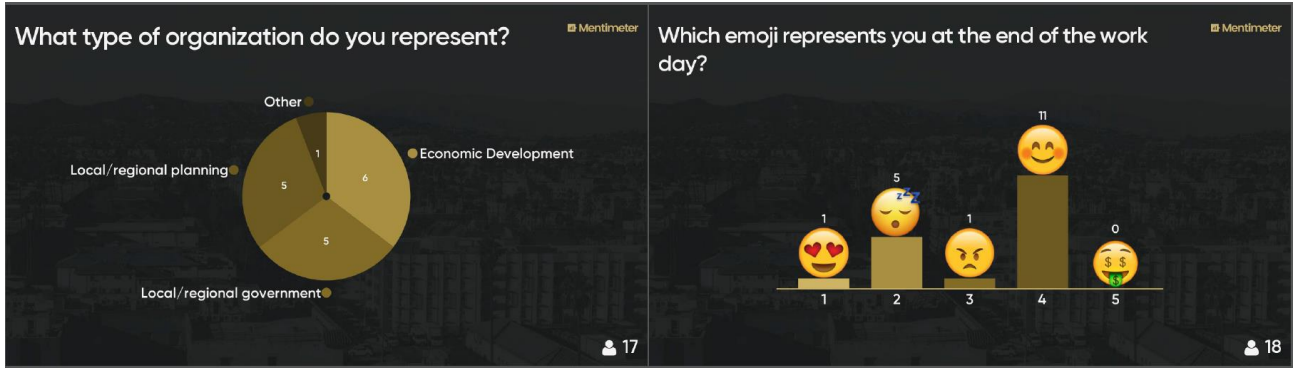 What type of organization do you represent?
Mentimeter
Other
1
Economic Development
6
Local/regional planning
5
5
Local/regional government
17
Which emoji represents you at the end of the work
day?
Mentimeter
1
5
1
11
0
1
2
3
4
5
18